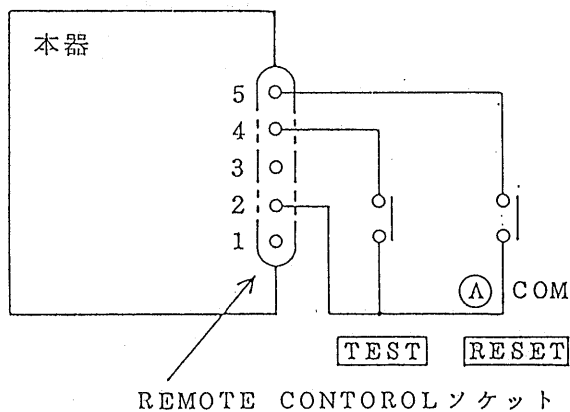 本器
5
4
3
2
1
Ⓐ COM
TEST RESET
REMOTE CONTOROLソケット